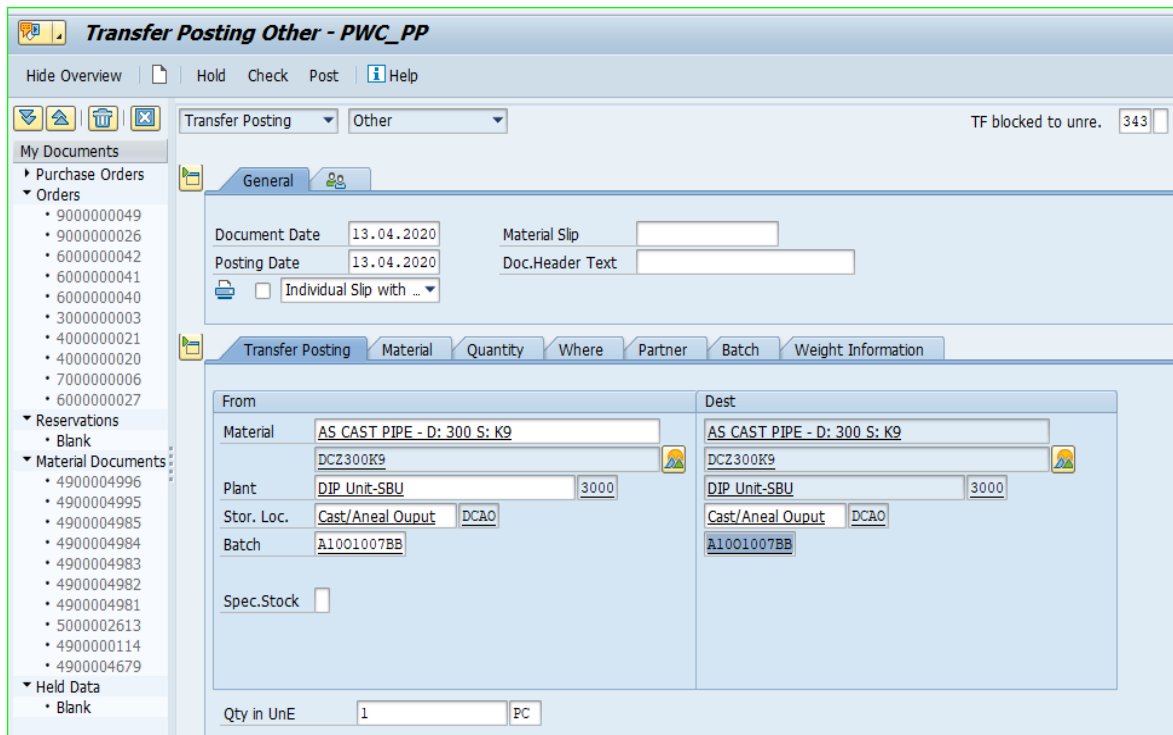 Transfer Posting Other - PWC_PP
Hide Overview Hold Check Post Help
Transfer Posting Other TF blocked to unre. 343
My Documents
Purchase Orders
Orders
9000000049
9000000026
6000000042
6000000041
6000000040
3000000003
4000000021
4000000020
7000000006
6000000027
Reservations
Blank
Material Documents
4900004996
4900004995
4900004985
4900004984
4900004983
4900004982
4900004981
5000002613
4900000114
4900004679
Held Data
Blank
General
Document Date 13.04.2020 Material Slip
Posting Date 13.04.2020 Doc.Header Text
Individual Slip with ...
Transfer Posting Material Quantity Where Partner Batch Weight Information
From Dest
Material AS CAST PIPE - D: 300 S: K9 AS CAST PIPE - D: 300 S: K9
DCZ300K9 DCZ300K9
Plant DIP Unit-SBU 3000 DIP Unit-SBU 3000
Stor. Loc. Cast/Aneal Ouput DCAO Cast/Aneal Ouput DCAO
Batch A1O1007BB A1O1007BB
Spec.Stock
Qty in UnE 1 PC